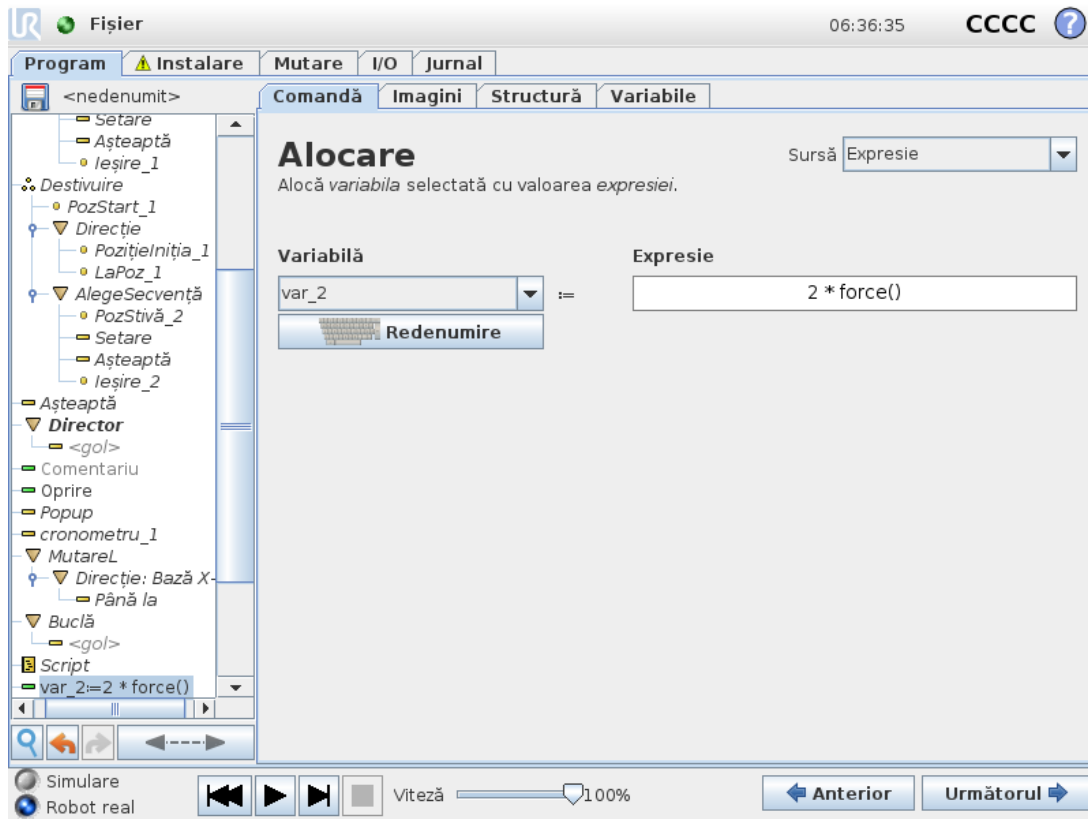 Fișier
06:36:35
CCCC
?
Program
Instalare
Mutare
I/O
Jurnal
<nedenumit>
Comandă
Imagini
Structură
Variabile
Setare
Așteaptă
Ieșire_1
Destivuire
PozStart_1
Direcție
PozițieIniția_1
LaPoz_1
AlegeSecvență
PozStivă_2
Setare
Așteaptă
Ieșire_2
Așteaptă
Director
<gol>
Comentariu
Oprire
Popup
cronometru_1
MutareL
Direcție: Bază X-
Până la
Buclă
<gol>
Script
var_2:=2 * force()
Alocare
Sursă Expresie
Alocă variabila selectată cu valoarea expresiei.
Variabilă
Expresie
var_2 := 2 * force()
Redenumire
Simulare
Robot real
Viteză 100%
Anterior
Următorul